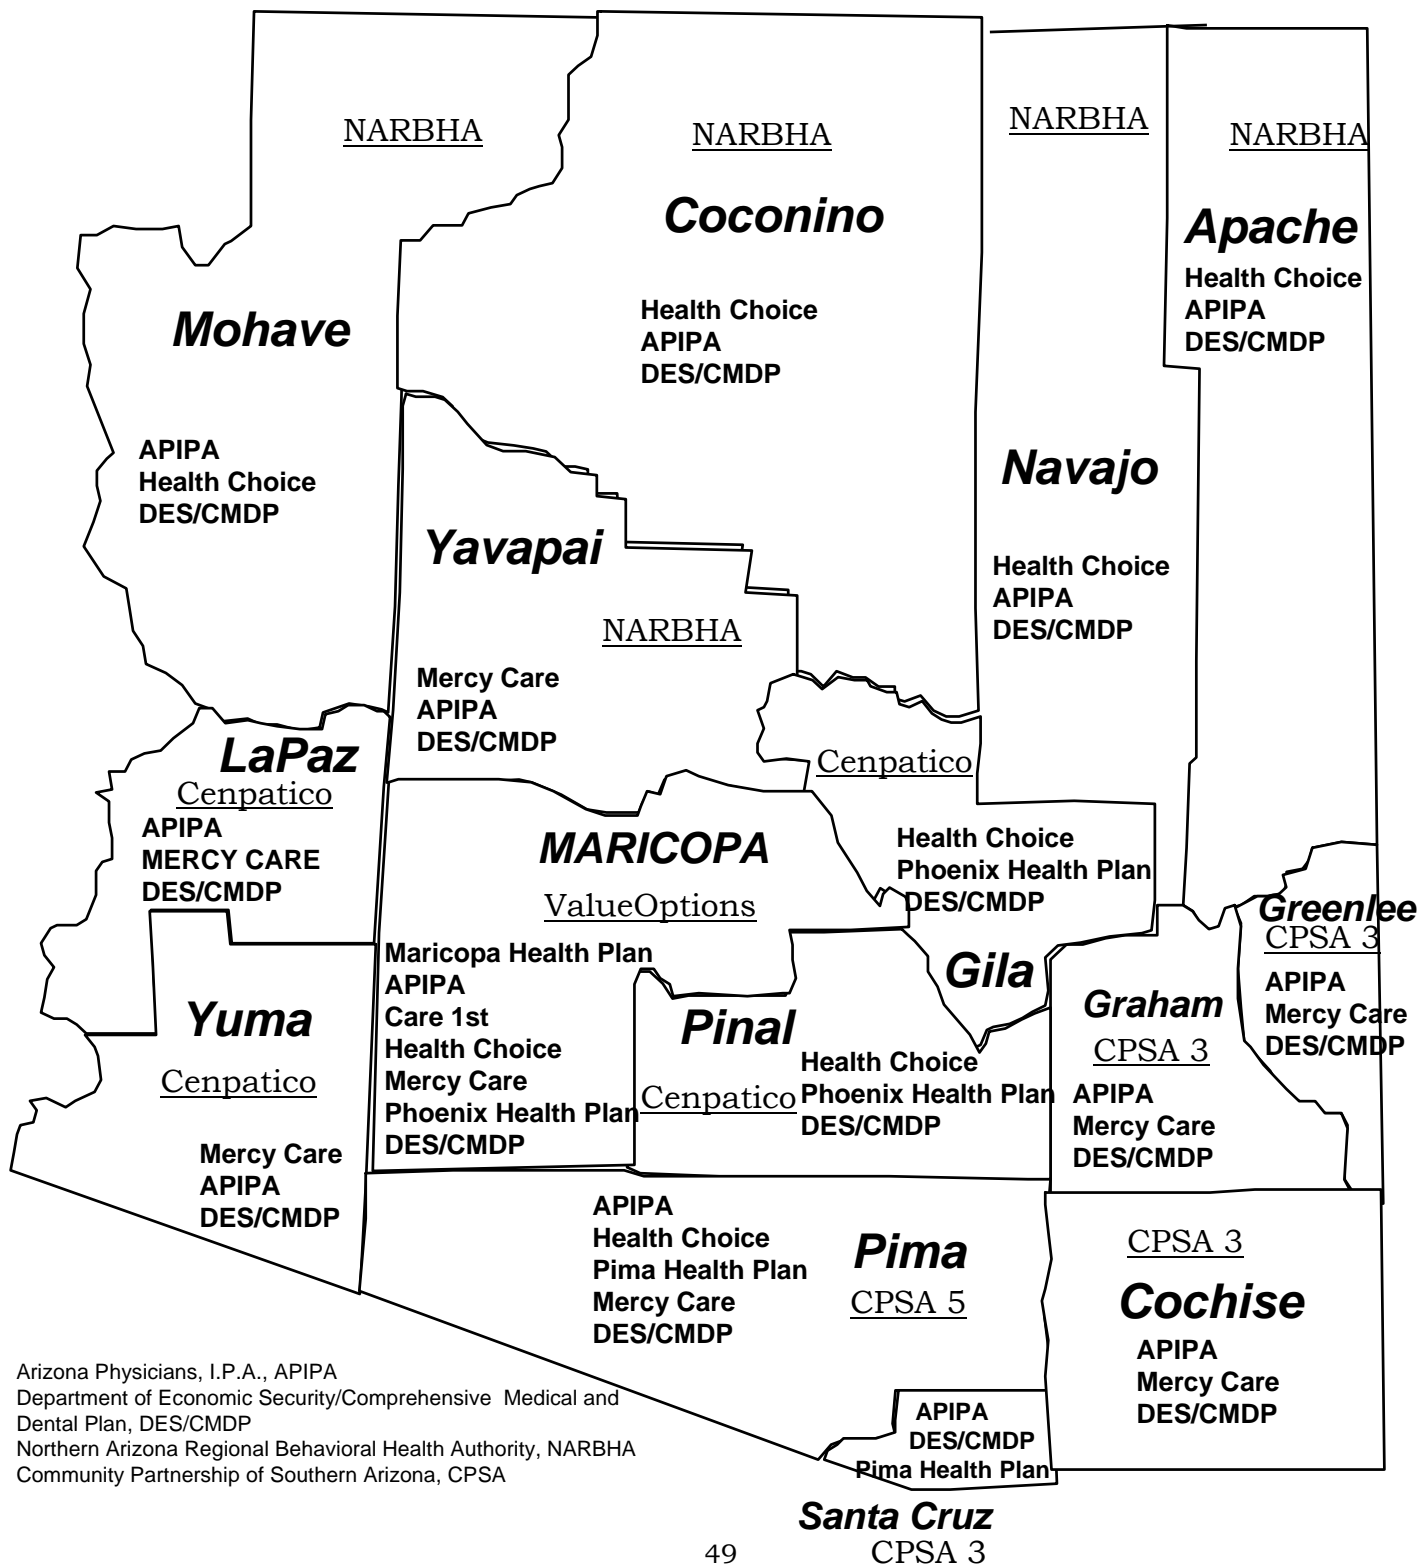 NARBHA
Mohave
APIPA
Health Choice
DES/CMDP
NARBHA
Coconino
Health Choice
APIPA
DES/CMDP
NARBHA
Navajo
Health Choice
APIPA
DES/CMDP
NARBHA
Apache
Health Choice
APIPA
DES/CMDP
Yavapai
NARBHA
Mercy Care
APIPA
DES/CMDP
LaPaz
Cenpatico
APIPA
MERCY CARE
DES/CMDP
MARICOPA
ValueOptions
Maricopa Health Plan
APIPA
Care 1st
Health Choice
Mercy Care
Phoenix Health Plan
DES/CMDP
Cenpatico
Health Choice
Phoenix Health Plan
DES/CMDP
Gila
Greenlee
CPSA 3
APIPA
Mercy Care
DES/CMDP
Yuma
Cenpatico
Mercy Care
APIPA
DES/CMDP
Pinal
Cenpatico
Health Choice
Phoenix Health Plan
DES/CMDP
Graham
CPSA 3
APIPA
Mercy Care
DES/CMDP
APIPA
Health Choice
Pima Health Plan
Mercy Care
DES/CMDP
Pima
CPSA 5
CPSA 3
Cochise
APIPA
Mercy Care
DES/CMDP
APIPA
DES/CMDP
Pima Health Plan
Santa Cruz
CPSA 3
Arizona Physicians, I.P.A., APIPA
Department of Economic Security/Comprehensive Medical and
Dental Plan, DES/CMDP
Northern Arizona Regional Behavioral Health Authority, NARBHA
Community Partnership of Southern Arizona, CPSA
49